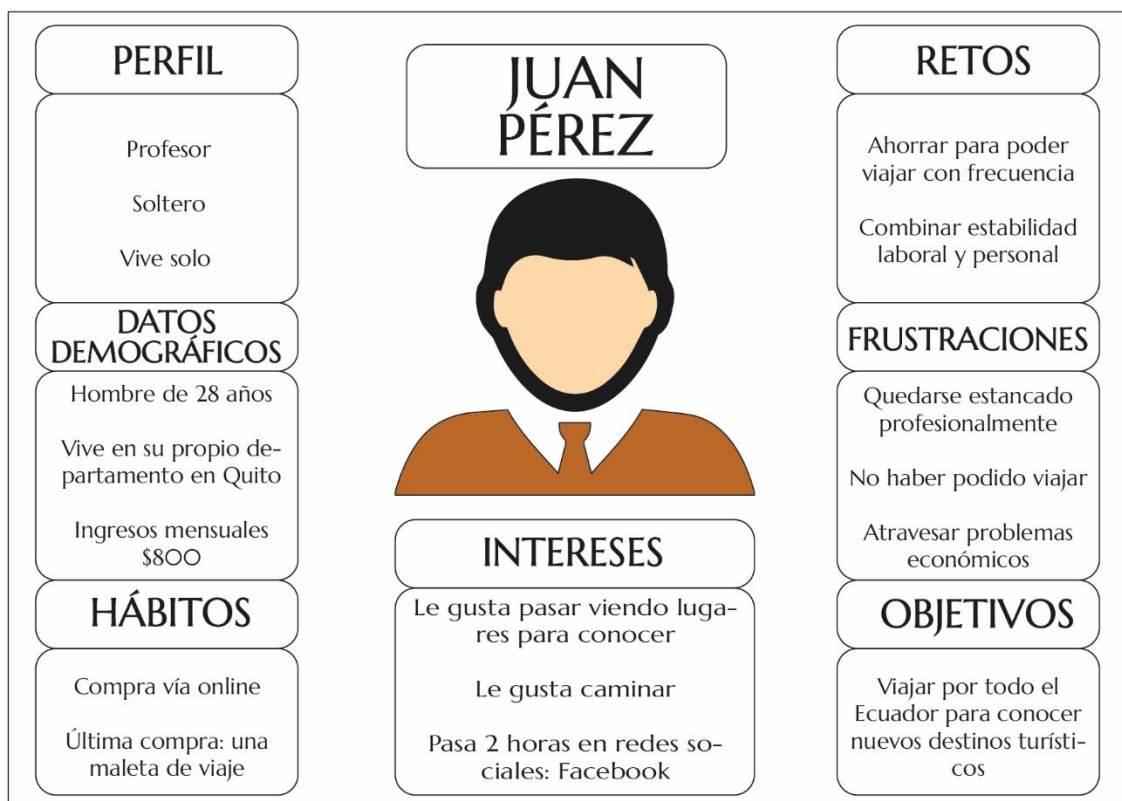 PERFIL
Profesor
Soltero
Vive solo
DATOS
DEMOGRÁFICOS
Hombre de 28 años
Vive en su propio de-
partamento en Quito
Ingresos mensuales
$800
HÁBITOS
Compra vía online
Última compra: una
maleta de viaje
JUAN
PÉREZ
INTERESES
Le gusta pasar viendo luga-
res para conocer
Le gusta caminar
Pasa 2 horas en redes so-
ciales: Facebook
RETOS
Ahorrar para poder
viajar con frecuencia
Combinar estabilidad
laboral y personal
FRUSTRACIONES
Quedarse estancado
profesionalmente
No haber podido viajar
Atravesar problemas
económicos
OBJETIVOS
Viajar por todo el
Ecuador para conocer
nuevos destinos turísti-
cos